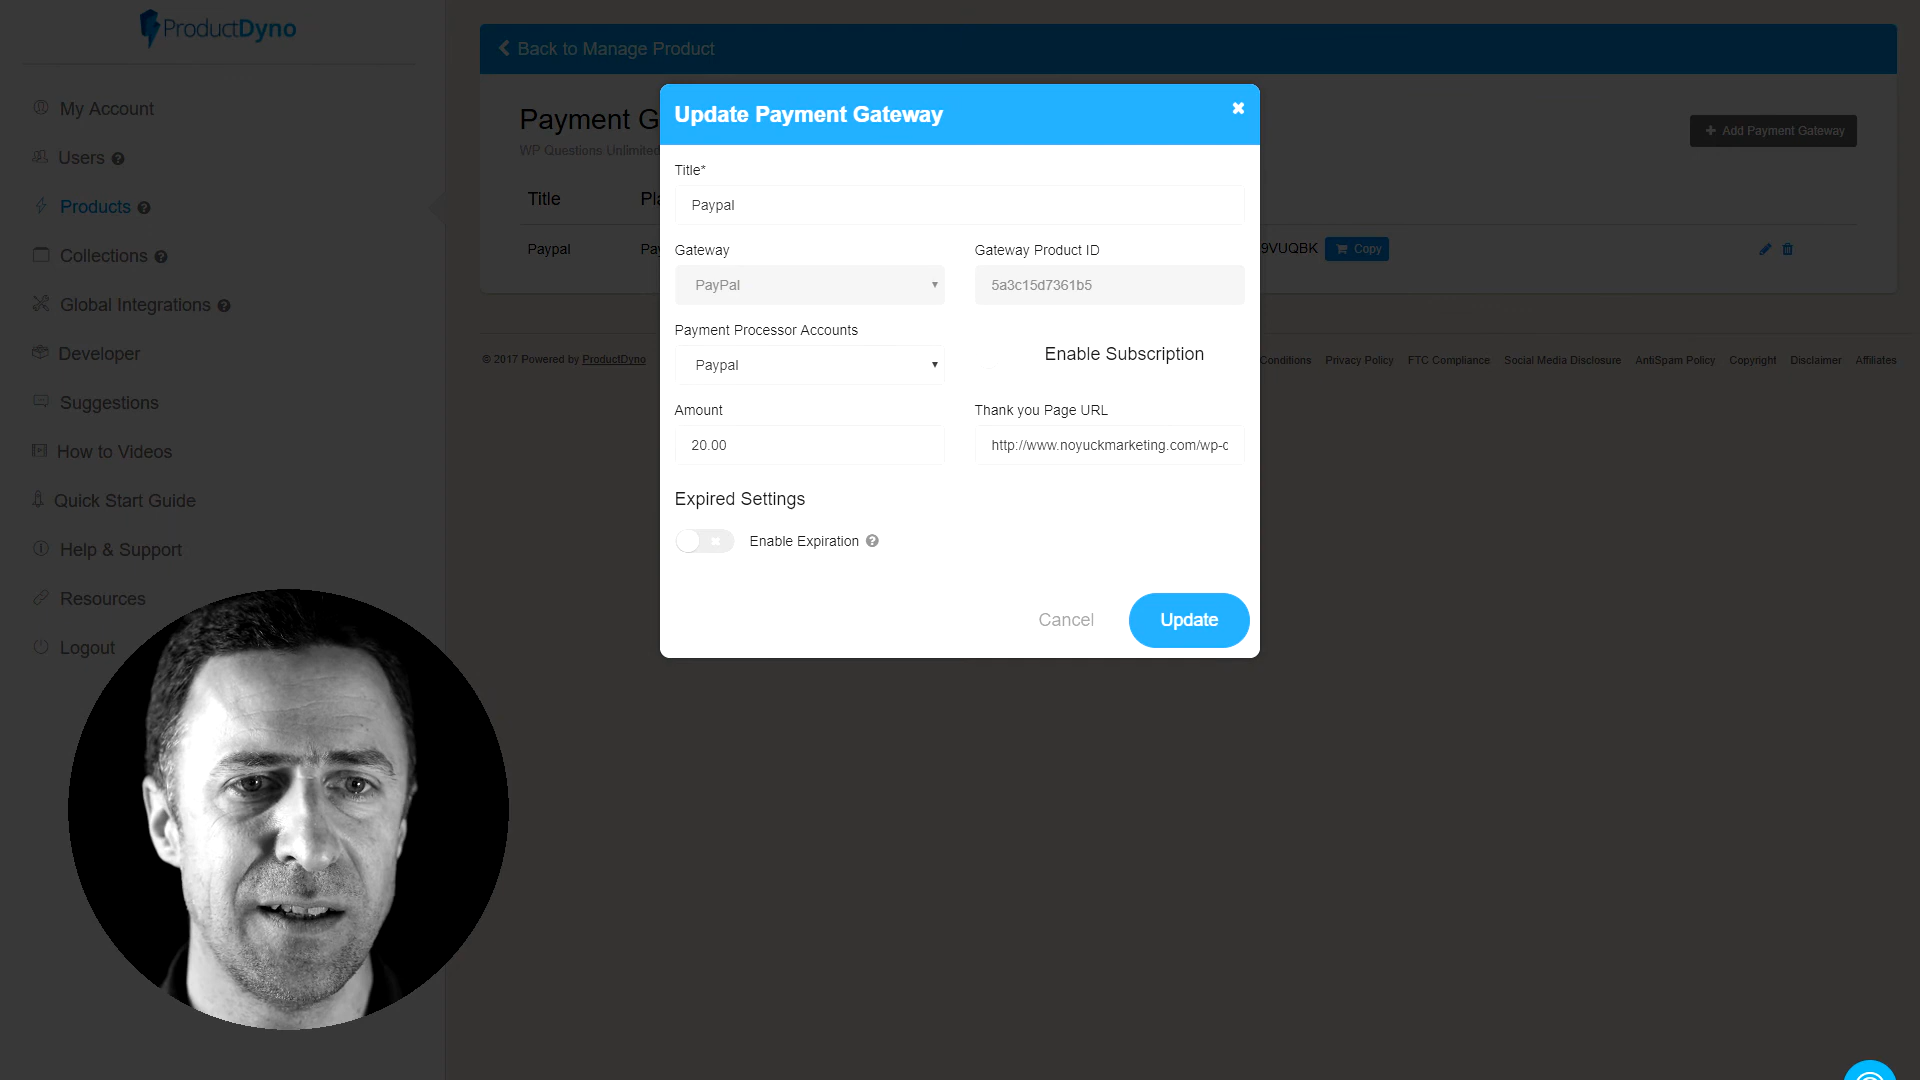 ProductDyno
My Account
Users
Products
Collections
Global Integrations
Developer
Suggestions
How to Videos
Quick Start Guide
Help & Support
Resources
Logout
Back to Manage Product
Payment G
WP Questions Unlimited
Add Payment Gateway
Title
Paypal
9VUQBK Copy
© 2017 Powered by ProductDyno
Conditions Privacy Policy FTC Compliance Social Media Disclosure AntiSpam Policy Copyright Disclaimer Affiliates
Update Payment Gateway
Title*
Paypal
Gateway Gateway Product ID
PayPal 5a3c15d7361b5
Payment Processor Accounts
Enable Subscription
Paypal
Amount Thank you Page URL
20.00 http://www.noyuckmarketing.com/wp-c
Expired Settings
Enable Expiration
Cancel Update